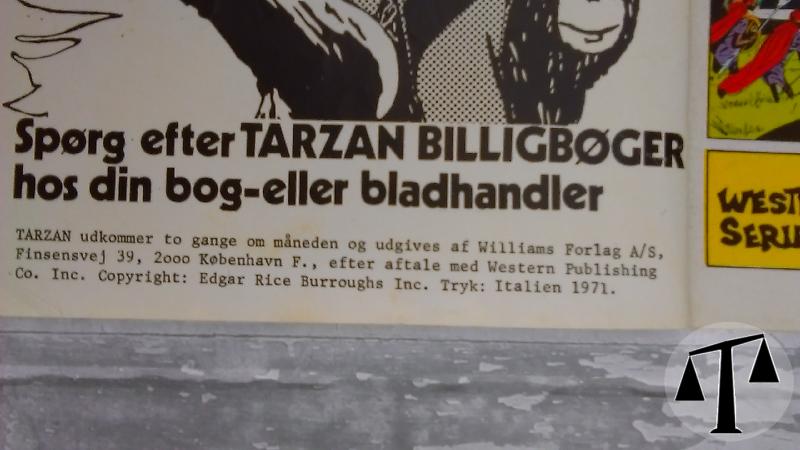 Spørg efter TARZAN BILLIGBØGER
hos din bog-eller bladhandler
TARZAN udkommer to gange om måneden og udgives af Williams Forlag A/S,
Finsensvej 39, 2ooo København F., efter aftale med Western Publishing
Co. Inc. Copyright: Edgar Rice Burroughs Inc. Tryk: Italien 1971.